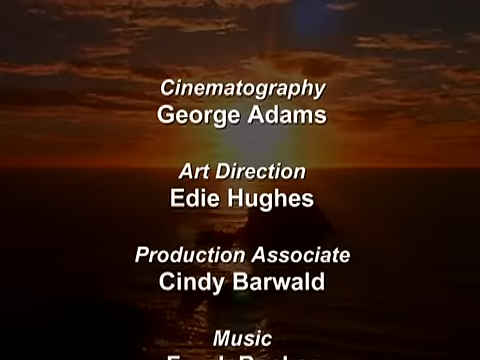 Cinematography
George Adams
Art Direction
Edie Hughes
Production Associate
Cindy Barwald
Music